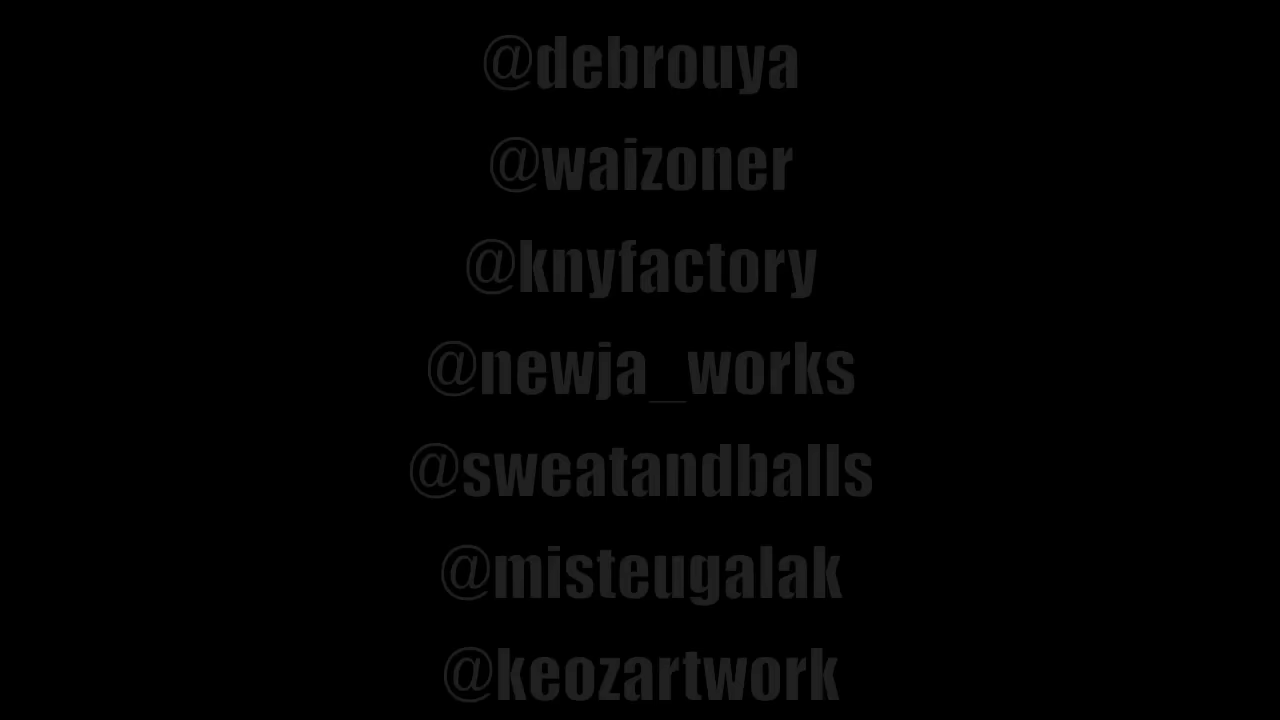 @debrouya
@waizoner
@knyfactory
@newja_works
@sweatandballs
@misteugalak
@keozartwork